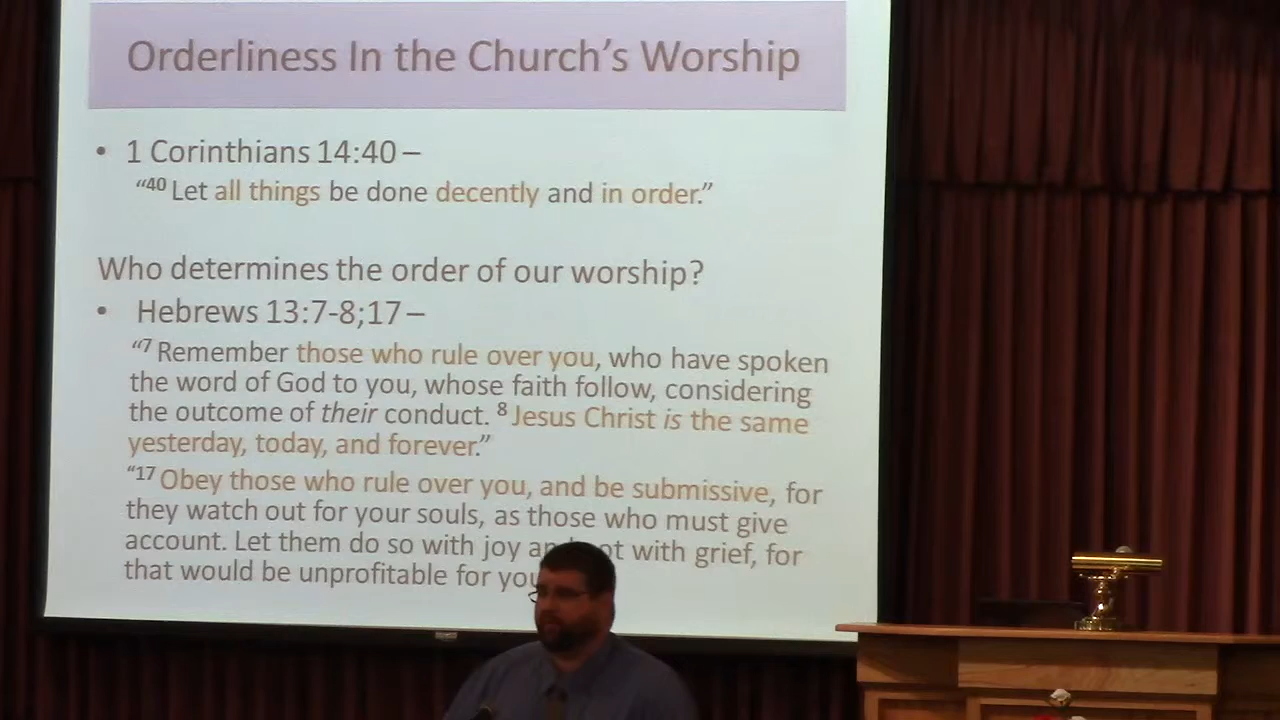 Orderliness In the Church's Worship
• 1 Corinthians 14:40 –
“40 Let all things be done decently and in order.”
Who determines the order of our worship?
• Hebrews 13:7-8;17 –
“7 Remember those who rule over you, who have spoken
the word of God to you, whose faith follow, considering
the outcome of their conduct. 8 Jesus Christ is the same
yesterday, today, and forever.”
“17 Obey those who rule over you, and be submissive, for
they watch out for your souls, as those who must give
account. Let them do so with joy with grief, for
that would be unprofitable for